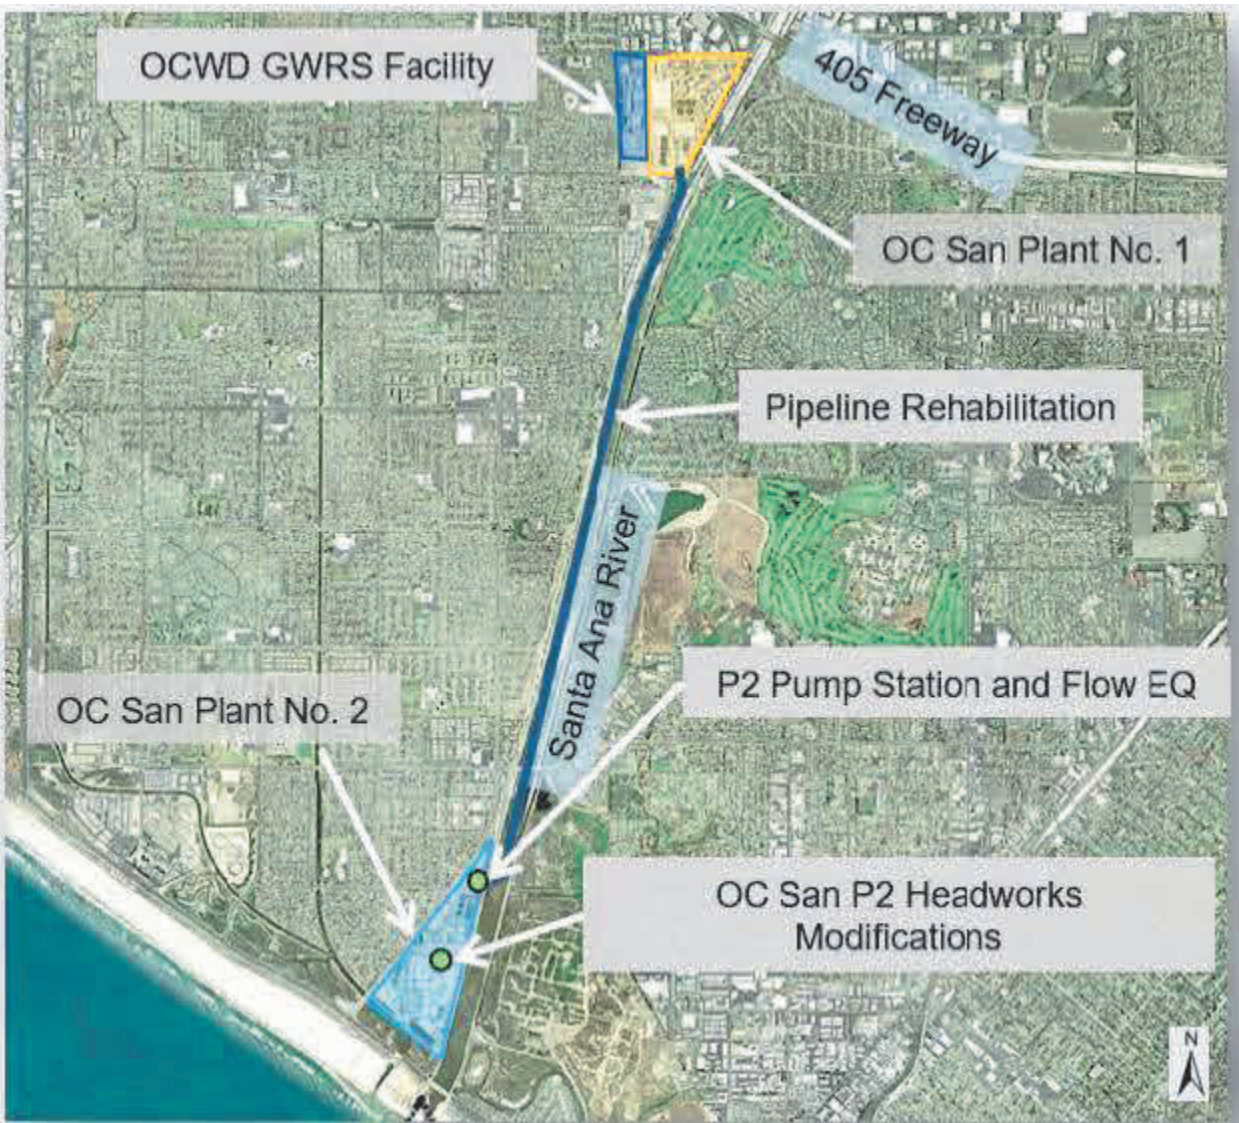 OCWD GWRS Facility
405 Freeway
OC San Plant No. 1
Pipeline Rehabilitation
Santa Ana River
P2 Pump Station and Flow EQ
OC San Plant No. 2
OC San P2 Headworks
Modifications
N